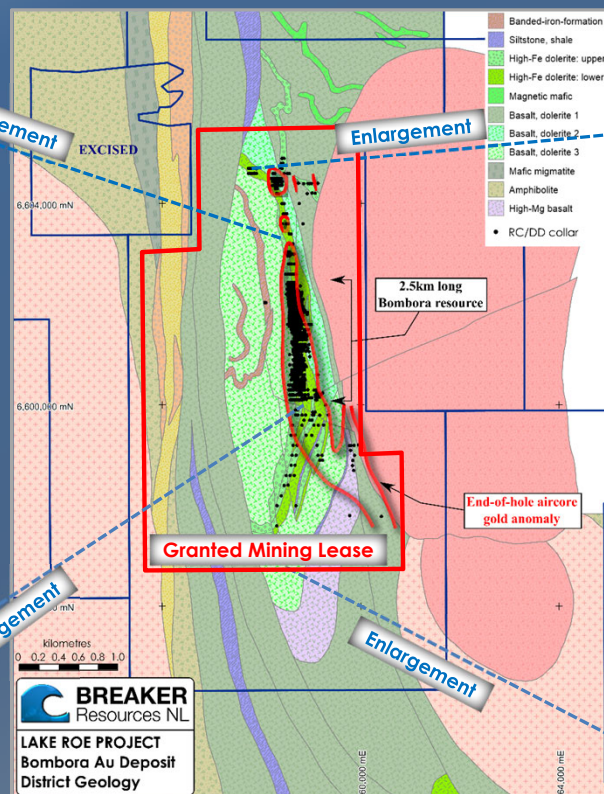 Banded-iron-formation
Siltstone, shale
High-Fe dolerite: upper
High-Fe dolerite: lower
Magnetic mafic
Basalt, dolerite 1
Basalt, dolerite 2
Basalt, dolerite 3
Mafic migmatite
Amphibolite
High-Mg basalt
RC/DD collar
ement
EXCISED
Enlargement
6,604,000 mN
2.5km long
Bombora resource
6,600,000 mN
End-of-hole aircore
gold anomaly
Granted Mining Lease
gement
mN
Enlargement
kilometres
0 0.2 0.4 0.6 0.8 1.0
BREAKER
Resources NL
LAKE ROE PROJECT
Bombora Au Deposit
District Geology
60,000 mE
64,000 mE